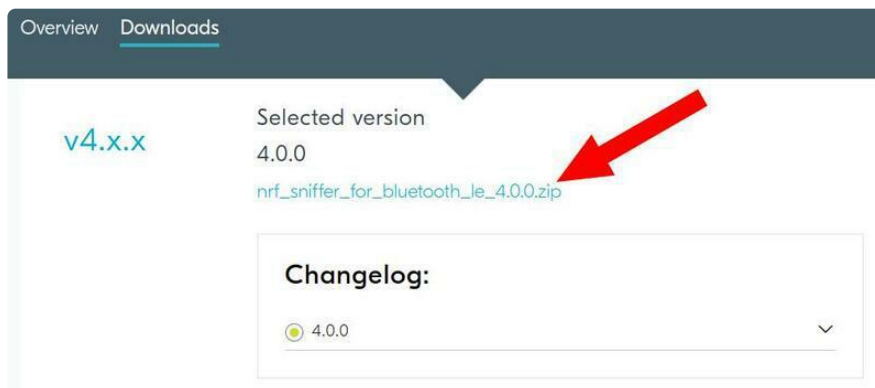 Overview Downloads
v4.x.x
Selected version
4.0.0
nrf_sniffer_for_bluetooth_le_4.0.0.zip
Changelog:
4.0.0